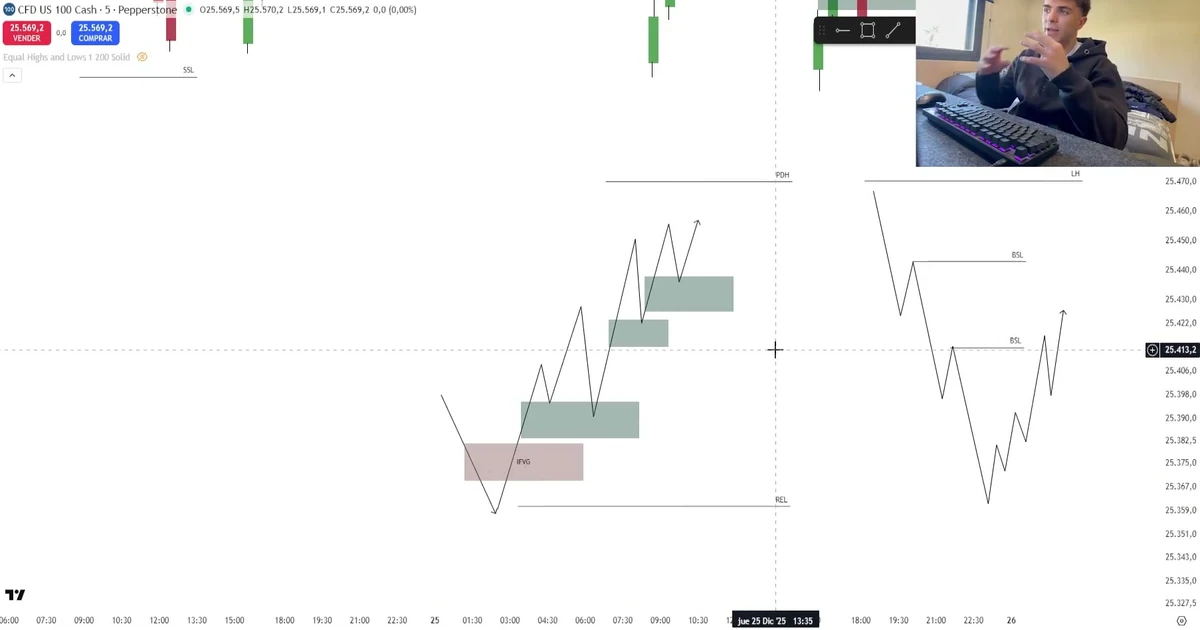 100 CFD US 100 Cash · 5 · Pepperstone O25.569,5 H25.570,2 L25.569,1 C25.569,2 0,0 (0,00%)
25.569,2 VENDER 0,0 25.569,2 COMPRAR
Equal Highs and Lows 1 200 Solid
SSL
PDH
LH
25.470,0
25.460,0
25.450,0
BSL
25.440,0
25.430,0
25.422,0
BSL
25.413,2
25.406,0
25.398,0
25.390,0
25.382,5
IFVG
25.375,0
25.367,0
REL
25.359,0
25.351,0
25.343,0
25.335,0
25.327,5
06:00 07:30 09:00 10:30 12:00 13:30 15:00 18:00 19:30 21:00 22:30 25 01:30 03:00 04:30 06:00 07:30 09:00 10:30 jue 25 Dic '25 13:35 18:00 19:30 21:00 22:30 26